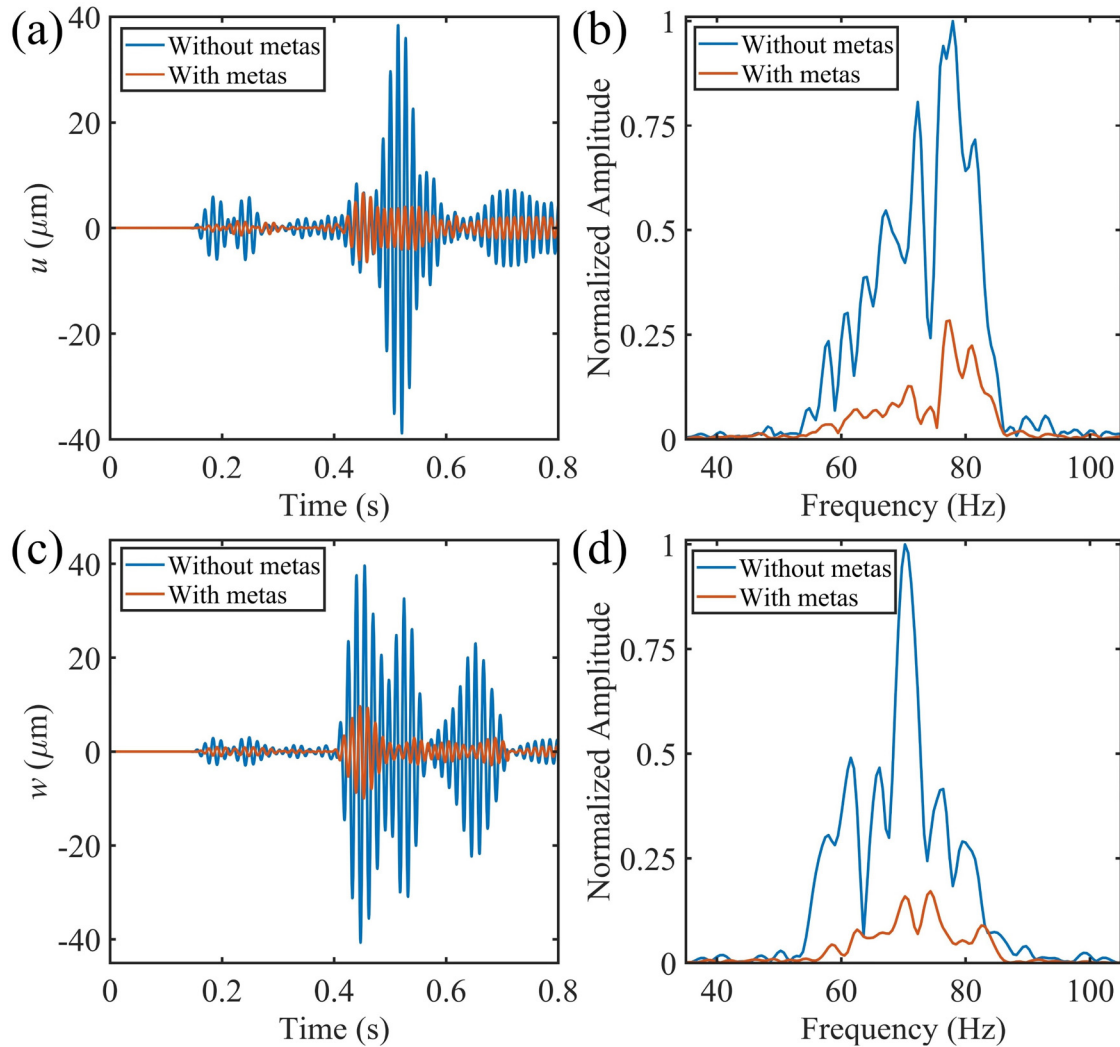 (a)
Without metas
With metas
40
20
0
-20
-40
u (μm)
0 0.2 0.4 0.6 0.8
Time (s)
(b)
Without metas
With metas
1
0.75
0.5
0.25
0
Normalized Amplitude
40 60 80 100
Frequency (Hz)
(c)
Without metas
With metas
40
20
0
-20
-40
w (μm)
0 0.2 0.4 0.6 0.8
Time (s)
(d)
Without metas
With metas
1
0.75
0.5
0.25
0
Normalized Amplitude
40 60 80 100
Frequency (Hz)